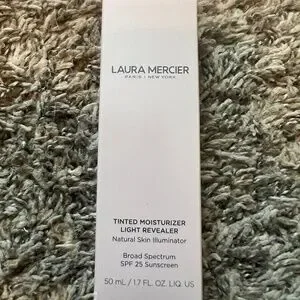 LAURA MERCIER
PARIS | NEW YORK
TINTED MOISTURIZER
LIGHT REVEALER
Natural Skin Illuminator
Broad Spectrum
SPF 25 Sunscreen
50 mL / 1.7 FL. OZ. LIQ. US